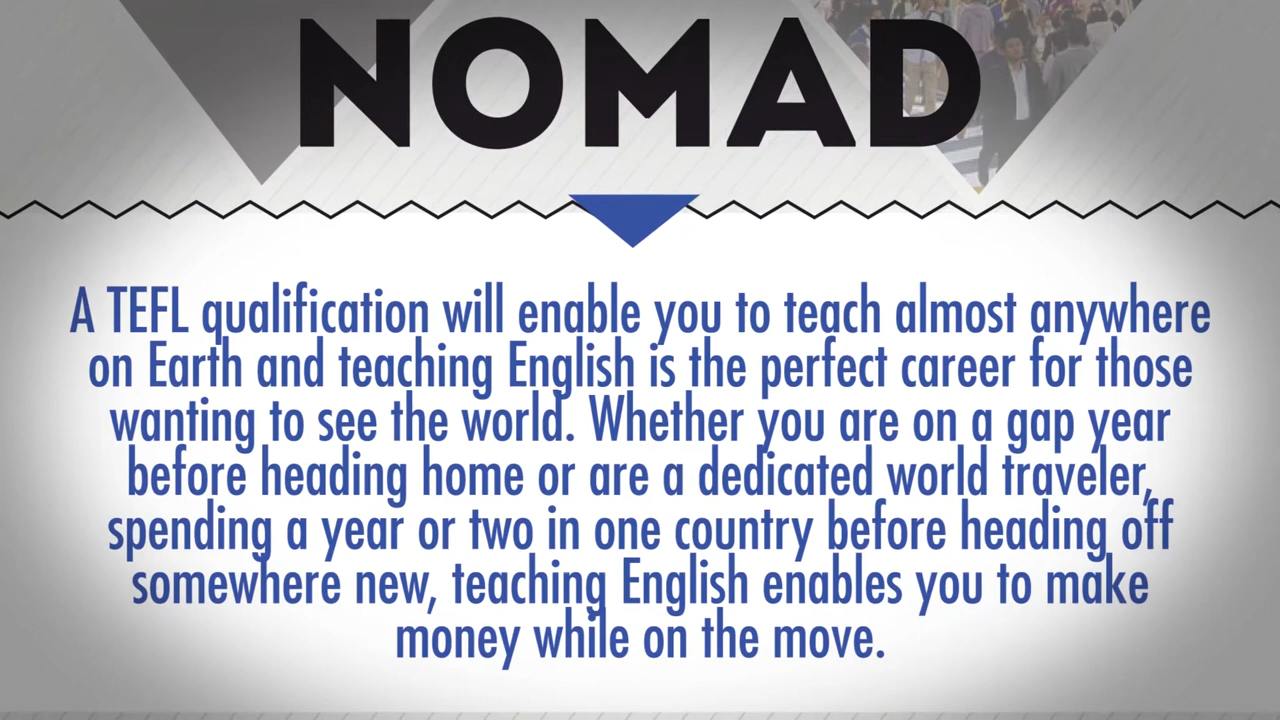 NOMAD
A TEFL qualification will enable you to teach almost anywhere
on Earth and teaching English is the perfect career for those
wanting to see the world. Whether you are on a gap year
before heading home or are a dedicated world traveler,
spending a year or two in one country before heading off
somewhere new, teaching English enables you to make
money while on the move.